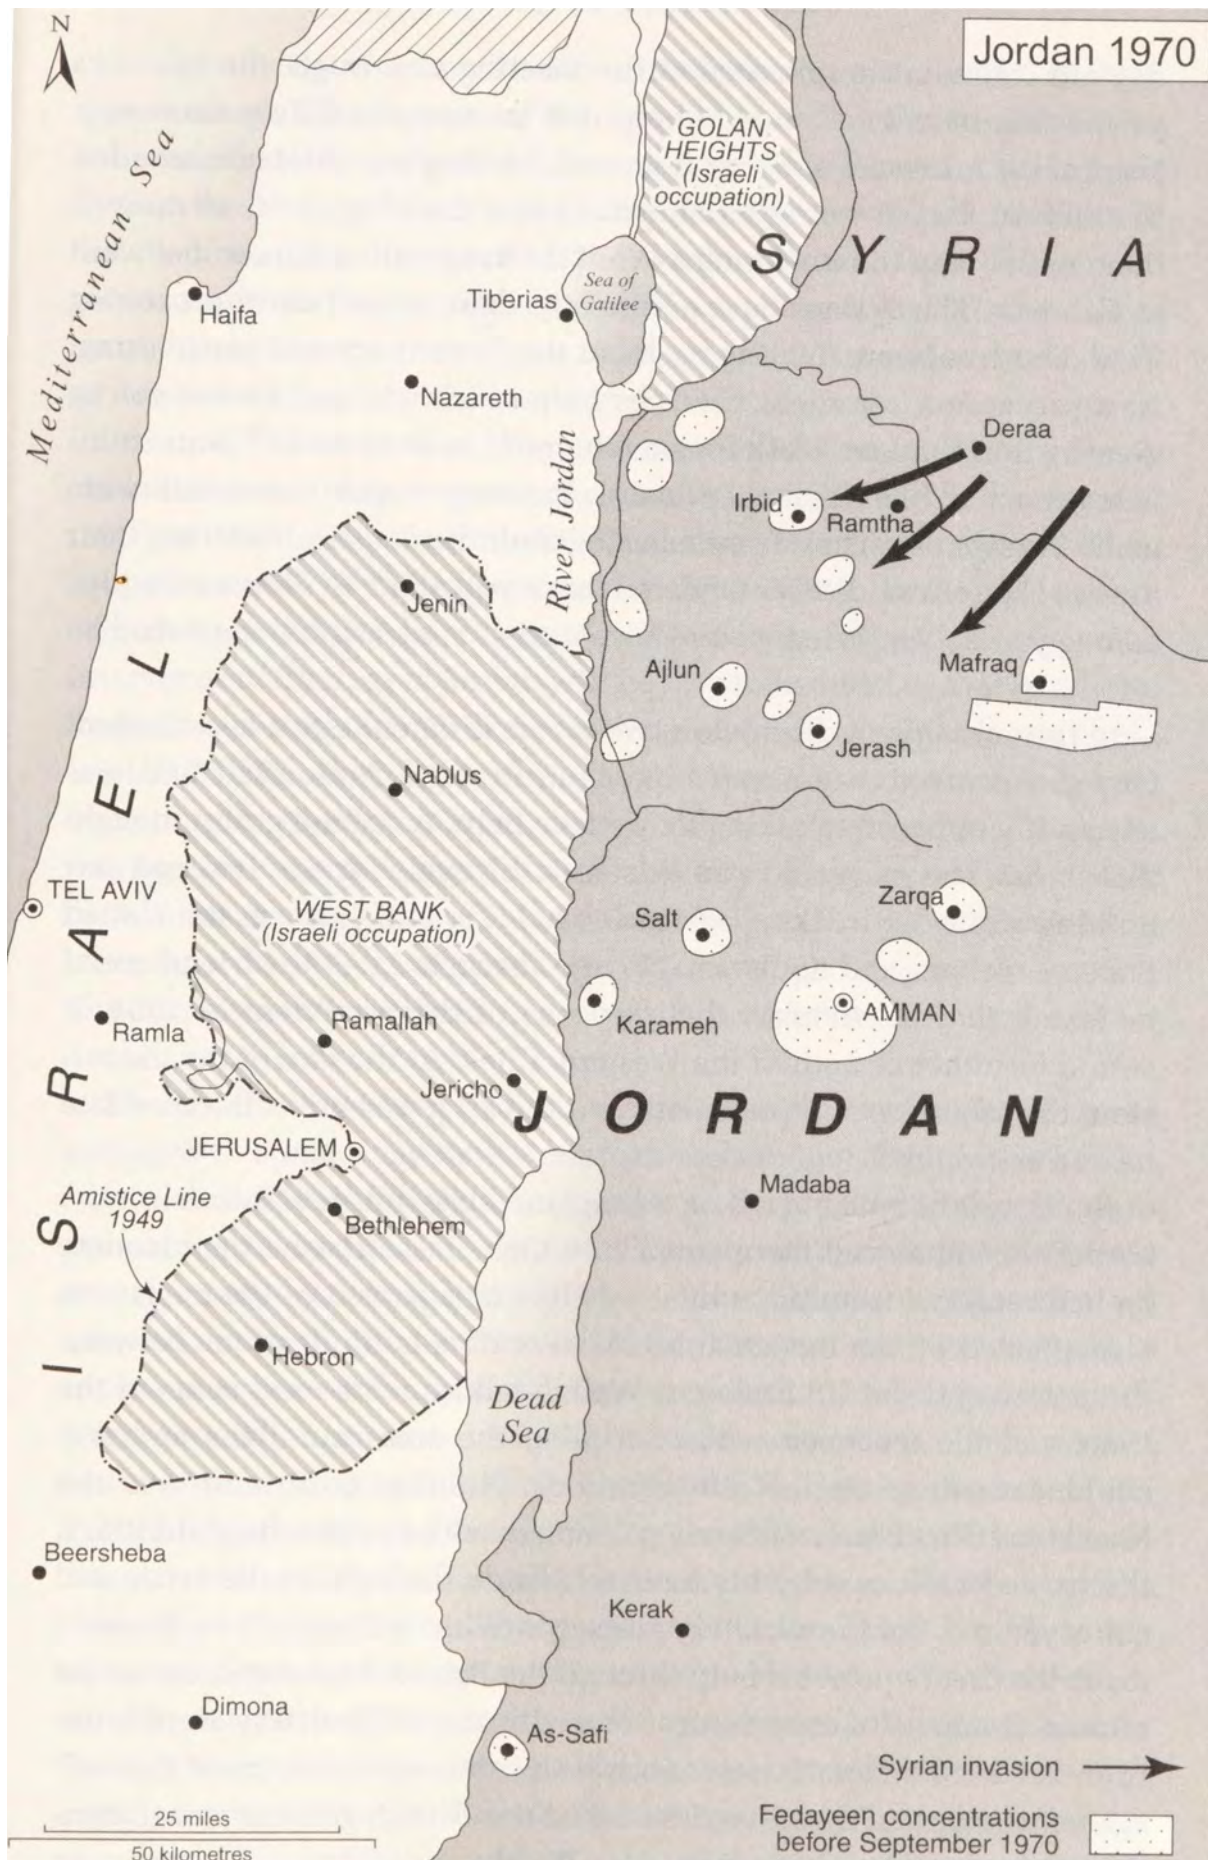 N
Jordan 1970
Mediterranean Sea
GOLAN
HEIGHTS
(Israeli
occupation)
SYRIA
Haifa
Tiberias
Sea of
Galilee
Nazareth
River Jordan
Deraa
Irbid
Ramtha
Jenin
Ajlun
Mafraq
Jerash
Nablus
ISRAEL
TEL AVIV
WEST BANK
(Israeli occupation)
Salt
Zarqa
Ramla
Ramallah
Karameh
AMMAN
Jericho
JORDAN
JERUSALEM
Madaba
Amistice Line
1949
Bethlehem
Hebron
Dead
Sea
Beersheba
Kerak
Dimona
As-Safi
Syrian invasion
Fedayeen concentrations
before September 1970
25 miles
50 kilometres